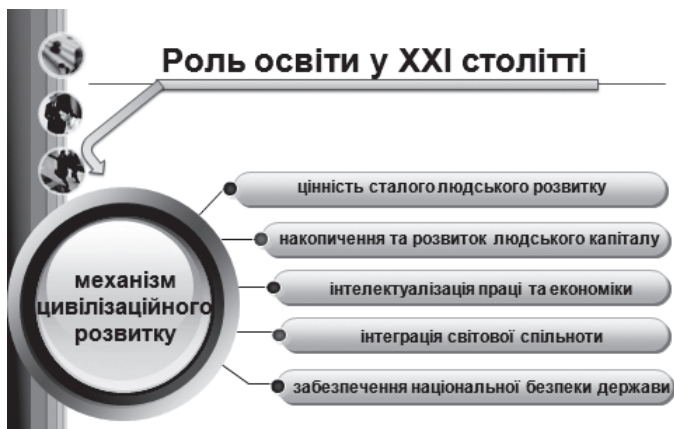 Роль освіти у XXI столітті
цінність сталого людського розвитку
накопичення та розвиток людського капіталу
механізм
цивілізаційного
розвитку
інтелектуалізація праці та економіки
інтеграція світової спільноти
забезпечення національної безпеки держави